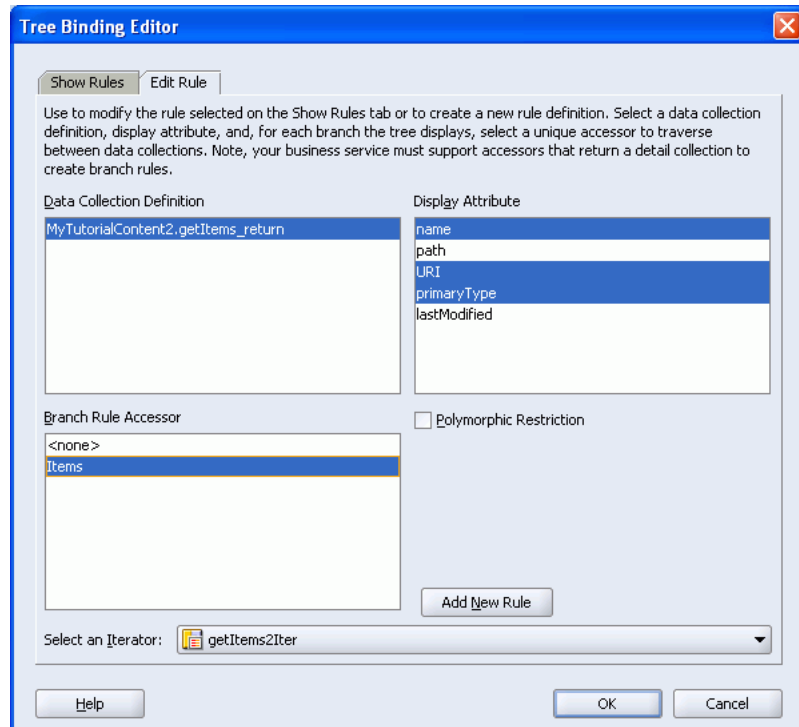 Tree Binding Editor
Show Rules
Edit Rule
Use to modify the rule selected on the Show Rules tab or to create a new rule definition. Select a data collection
definition, display attribute, and, for each branch the tree displays, select a unique accessor to traverse
between data collections. Note, your business service must support accessors that return a detail collection to
create branch rules.
Data Collection Definition
Display Attribute
MyTutorialContent2.getItems_return
name
path
URI
primaryType
lastModified
Branch Rule Accessor
Polymorphic Restriction
<none>
Items
Add New Rule
Select an Iterator:
getItems2Iter
Help
OK
Cancel